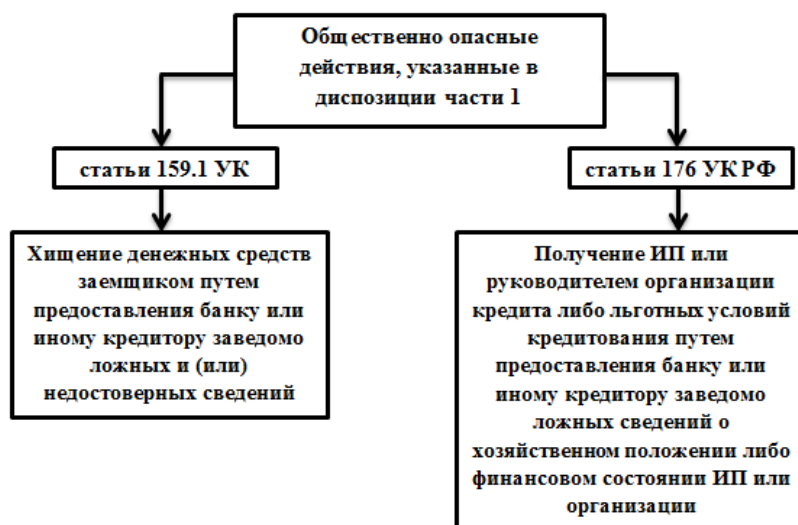 Общественно опасные
действия, указанные в
диспозиции части 1
статьи 159.1 УК
статьи 176 УК РФ
Хищение денежных средств
заемщиком путем
предоставления банку или
иному кредитору заведомо
ложных и (или)
недостоверных сведений
Получение ИП или
руководителем организации
кредита либо льготных условий
кредитования путем
предоставления банку или
иному кредитору заведомо
ложных сведений о
хозяйственном положении либо
финансовом состоянии ИП или
организации